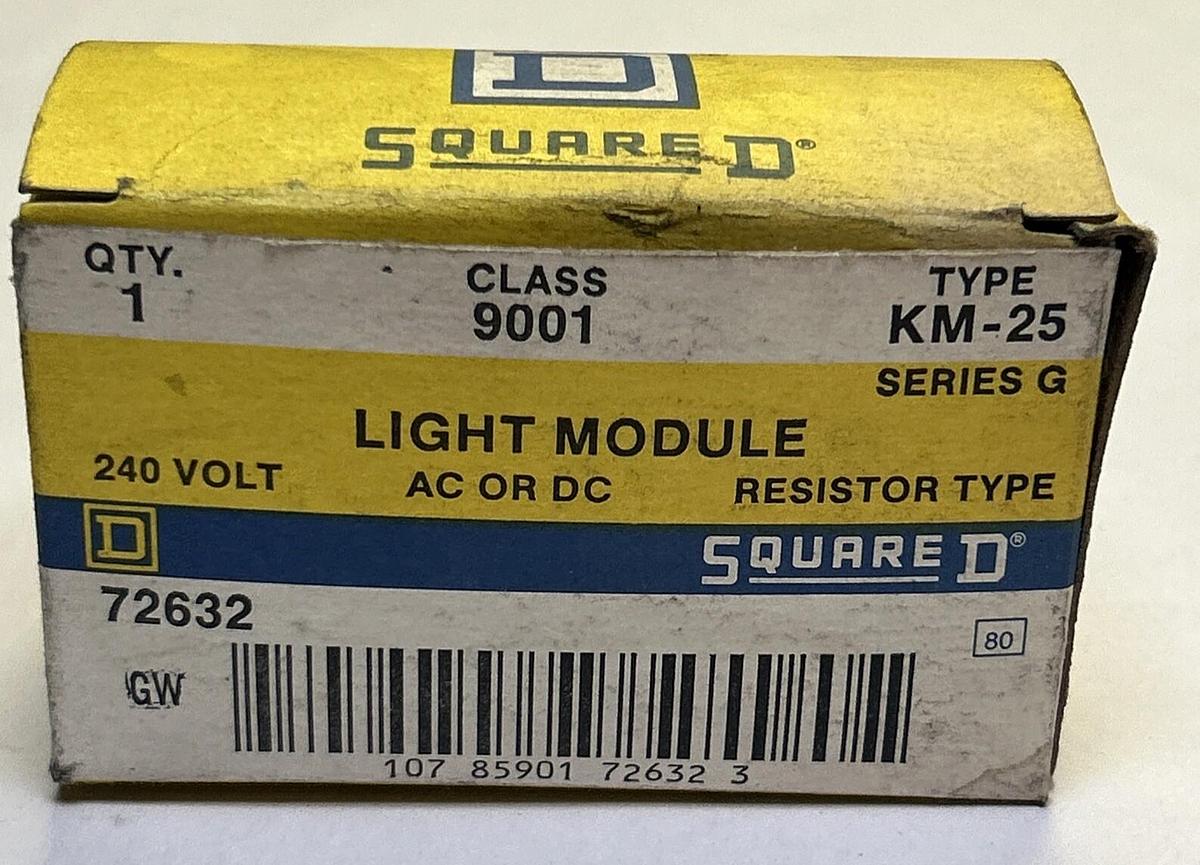 D
SQUARE D®
QTY. CLASS TYPE
1 9001 KM-25
SERIES G
LIGHT MODULE
240 VOLT AC OR DC RESISTOR TYPE
D SQUARE D®
72632
80
GW
107 85901 72632 3